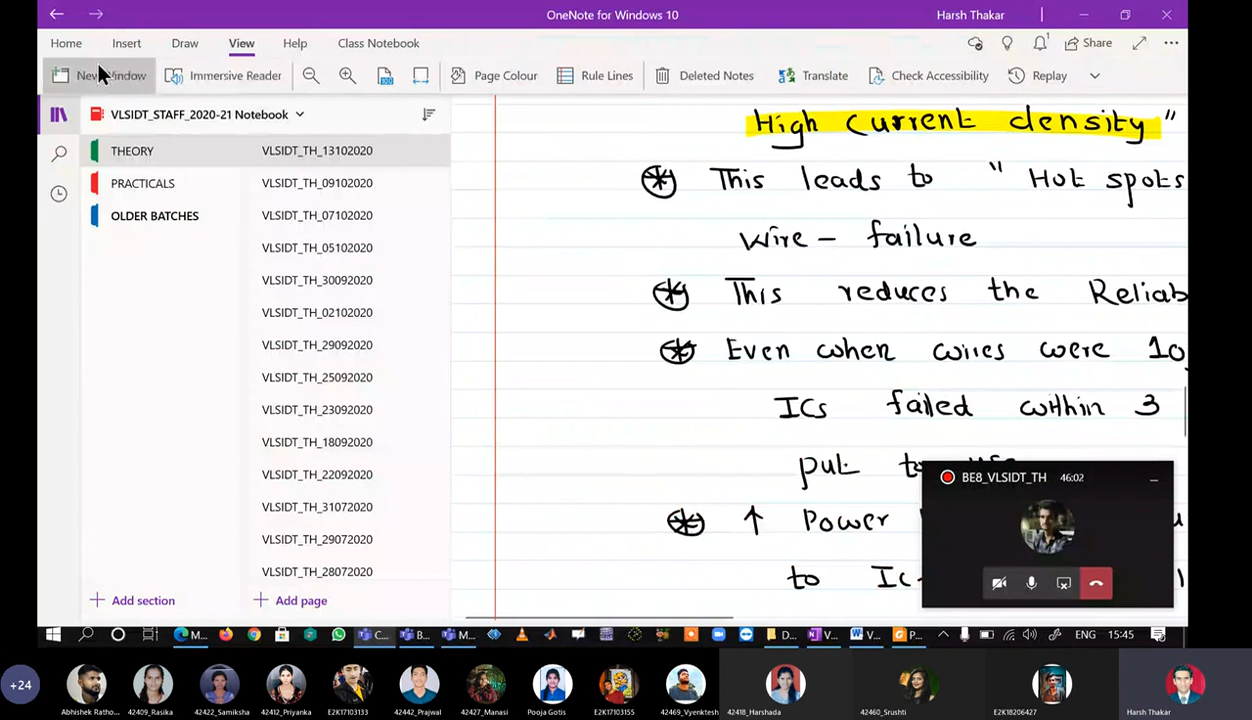 OneNote for Windows 10
Harsh Thakar
Home Insert Draw View Help Class Notebook
Share
New Window Immersive Reader Page Colour Rule Lines Deleted Notes Translate Check Accessibility Replay
VLSIDT_STAFF_2020-21 Notebook
THEORY
PRACTICALS
OLDER BATCHES
VLSIDT_TH_13102020
VLSIDT_TH_09102020
VLSIDT_TH_07102020
VLSIDT_TH_05102020
VLSIDT_TH_30092020
VLSIDT_TH_02102020
VLSIDT_TH_29092020
VLSIDT_TH_25092020
VLSIDT_TH_23092020
VLSIDT_TH_18092020
VLSIDT_TH_22092020
VLSIDT_TH_31072020
VLSIDT_TH_29072020
VLSIDT_TH_28072020
+ Add section
+ Add page
High current density"
This leads to " Hot spots
wire - failure
This reduces the Reliab
Even when wires were 10
ICs failed within 3
put to
↑ Power
to IC
BE8_VLSIDT_TH 46:02
M... C... B... M... D... V... W... P... ENG 15:45
+24
Abhishek Ratho... 42409_Rasika 42422_Samiksha 42412_Priyanka E2K17103133 42442_Prajwal 42427_Manasi Pooja Gotis E2K17103155 42469_Vyenktesh 42418_Harshada 42460_Srushti E2K18206427 Harsh Thakar